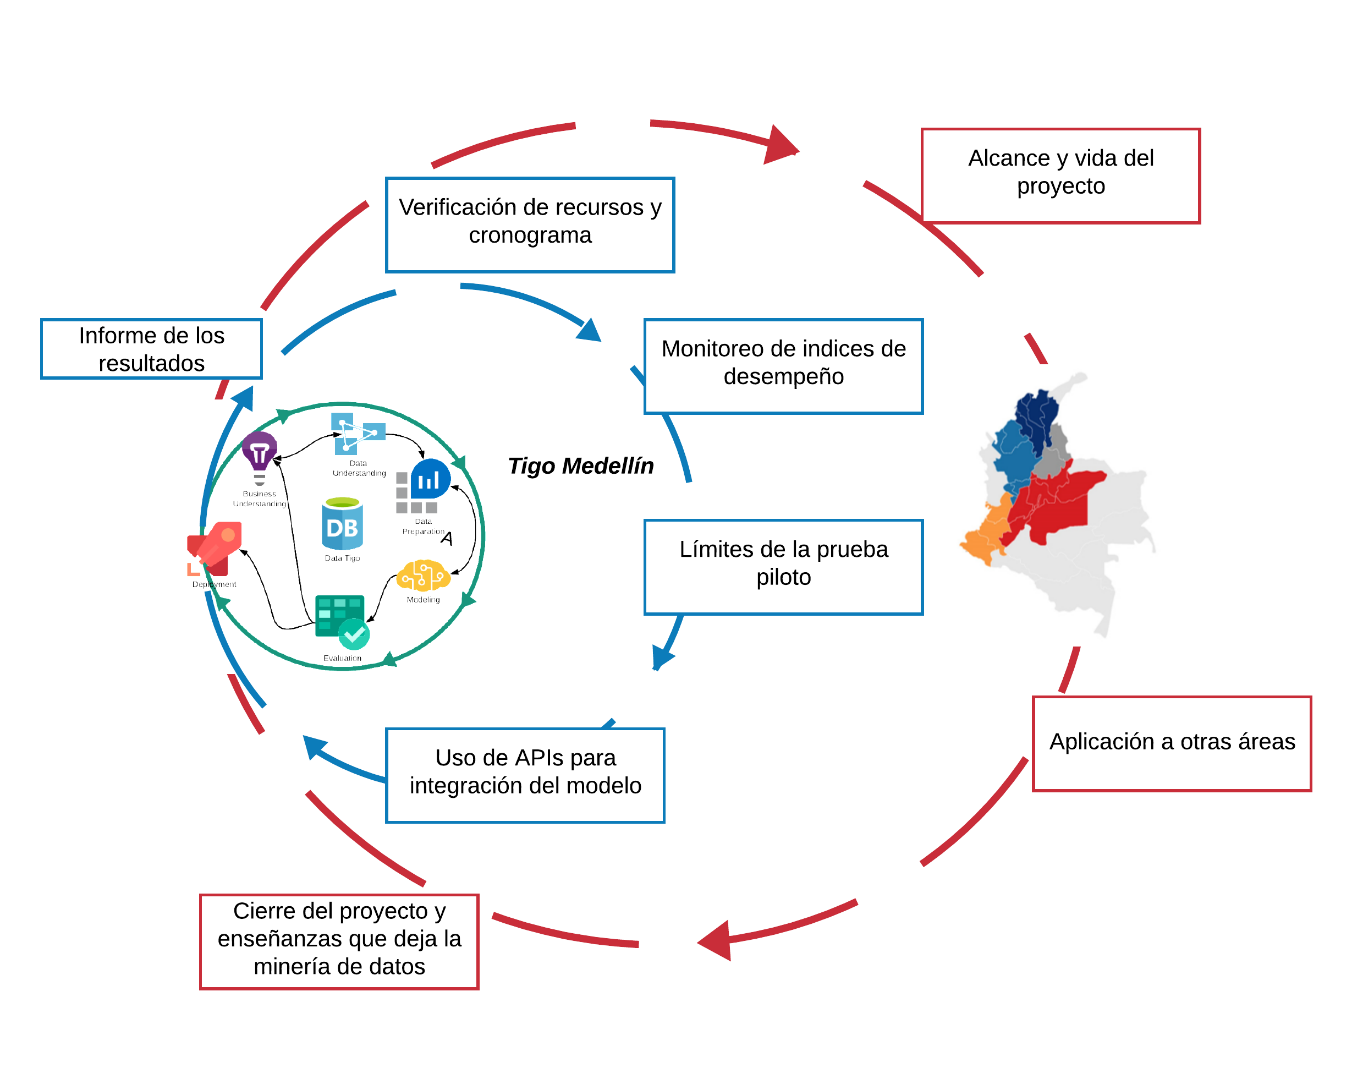 Alcance y vida del
proyecto
Verificación de recursos y
cronograma
Informe de los
resultados
Monitoreo de indices de
desempeño
Tigo Medellín
Data
Understanding
Business
Understanding
Data
Preparation
A
DB
Data Tigo
Deployment
Modeling
Evaluation
Límites de la prueba
piloto
Aplicación a otras áreas
Uso de APIs para
integración del modelo
Cierre del proyecto y
enseñanzas que deja la
minería de datos